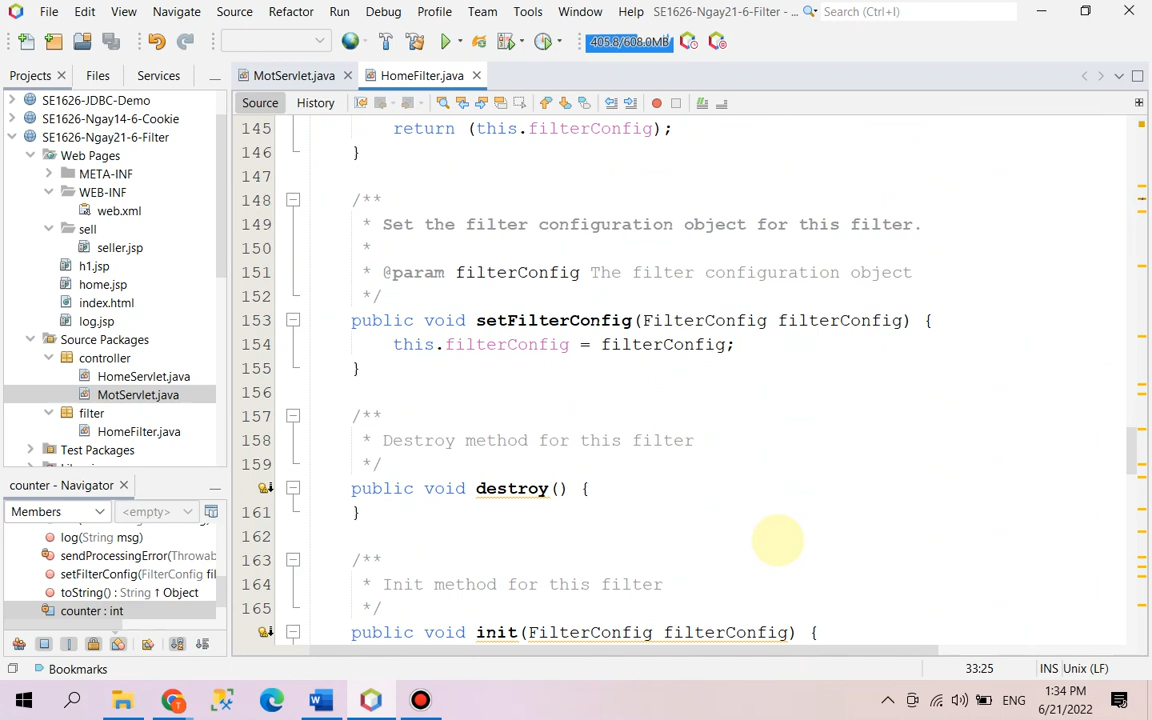 File Edit View Navigate Source Refactor Run Debug Profile Team Tools Window Help SE1626-Ngay21-6-Filter - ... Search (Ctrl+I)
405.8/608.0MB
Projects Files Services MotServlet.java HomeFilter.java
Source History
SE1626-JDBC-Demo
SE1626-Ngay14-6-Cookie
SE1626-Ngay21-6-Filter
Web Pages
META-INF
WEB-INF
web.xml
sell
seller.jsp
h1.jsp
home.jsp
index.html
log.jsp
Source Packages
controller
HomeServlet.java
MotServlet.java
filter
HomeFilter.java
Test Packages
counter - Navigator
Members <empty>
log(String msg)
sendProcessingError(Throwab
setFilterConfig(FilterConfig fil
toString() : String ↑ Object
counter : int
Bookmarks
145 return (this.filterConfig);
146 }
147
148 /**
149 * Set the filter configuration object for this filter.
150 *
151 * @param filterConfig The filter configuration object
152 */
153 public void setFilterConfig(FilterConfig filterConfig) {
154 this.filterConfig = filterConfig;
155 }
156
157 /**
158 * Destroy method for this filter
159 */
public void destroy() {
161 }
162
163 /**
164 * Init method for this filter
165 */
public void init(FilterConfig filterConfig) {
33:25 INS Unix (LF)
ENG 1:34 PM
6/21/2022